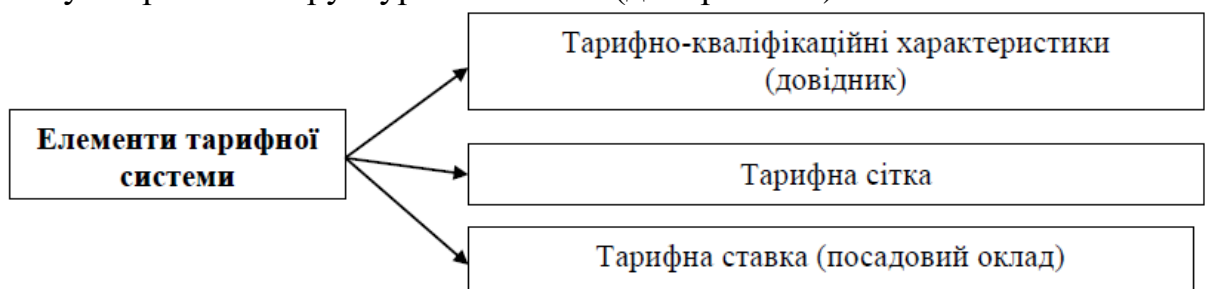 Тарифно-кваліфікаційні характеристики
(довідник)
Елементи тарифної
системи
Тарифна сітка
Тарифна ставка (посадовий оклад)